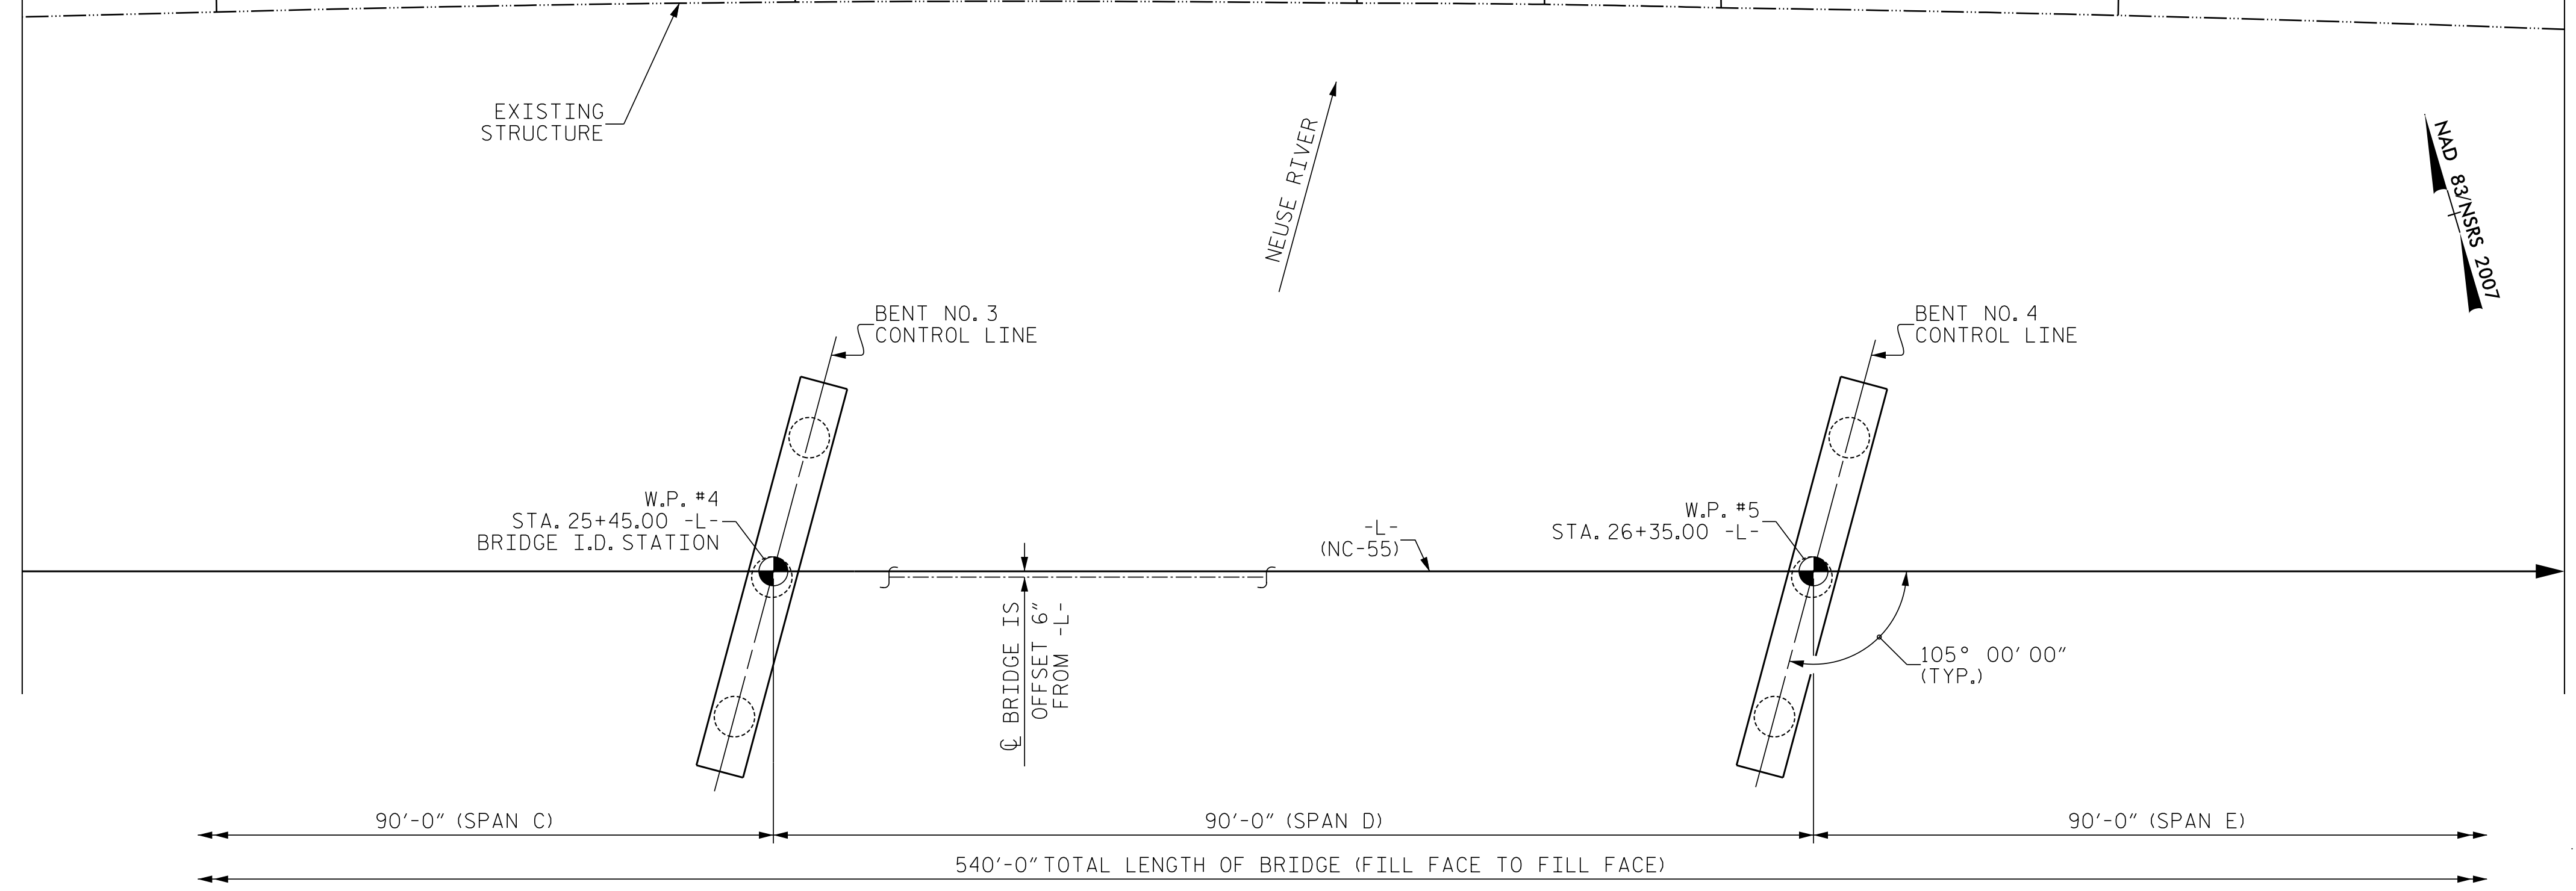 EXISTING
STRUCTURE
NEUSE RIVER
NAD 83/NSRS 2007
BENT NO. 3
CONTROL LINE
BENT NO. 4
CONTROL LINE
W.P. #4
STA. 25+45.00 -L-
BRIDGE I.D. STATION
W.P. #5
STA. 26+35.00 -L-
-L-
(NC-55)
℄ BRIDGE IS
OFFSET 6"
FROM -L-
105° 00' 00"
(TYP.)
90'-0" (SPAN C)
90'-0" (SPAN D)
90'-0" (SPAN E)
540'-0" TOTAL LENGTH OF BRIDGE (FILL FACE TO FILL FACE)